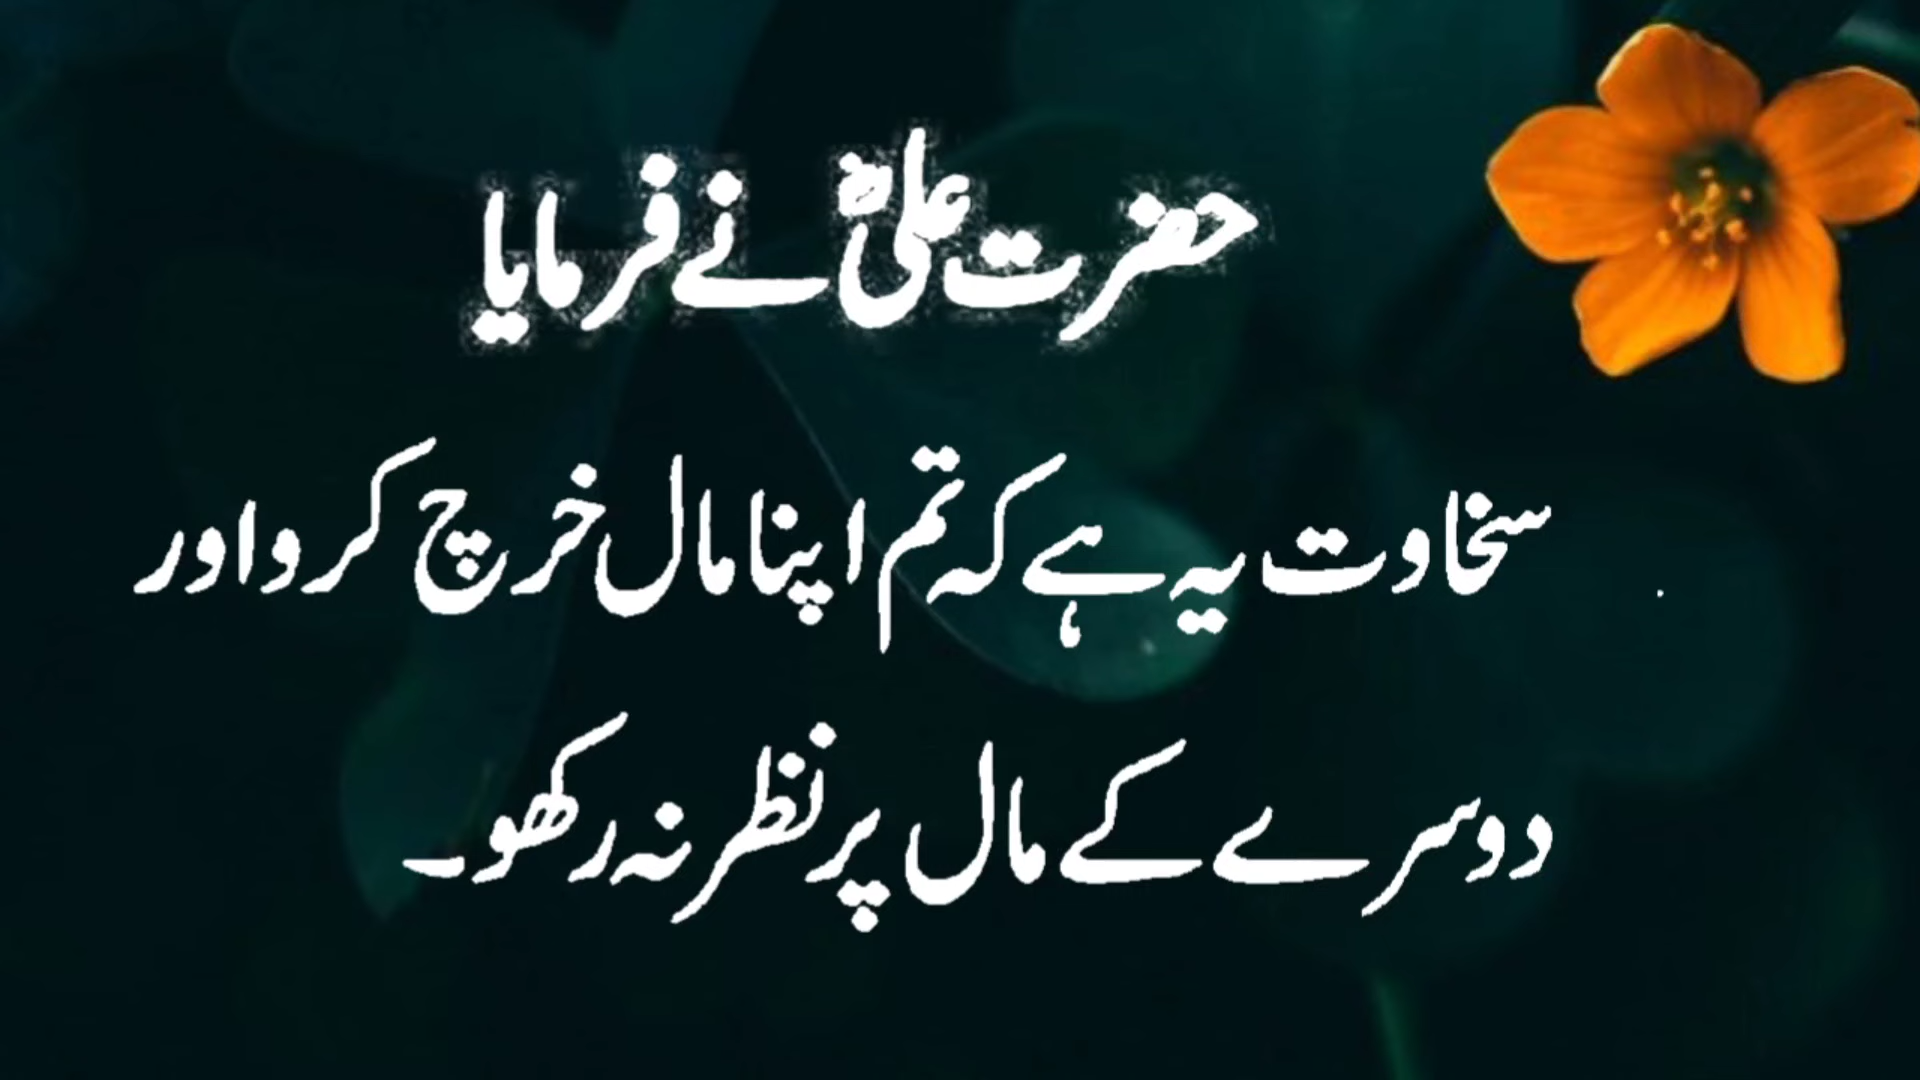 حضرت علیؓ نے فرمایا
سخاوت یہ ہے کہ تم اپنا مال خرچ کرو اور
دوسرے کے مال پر نظر نہ رکھو۔